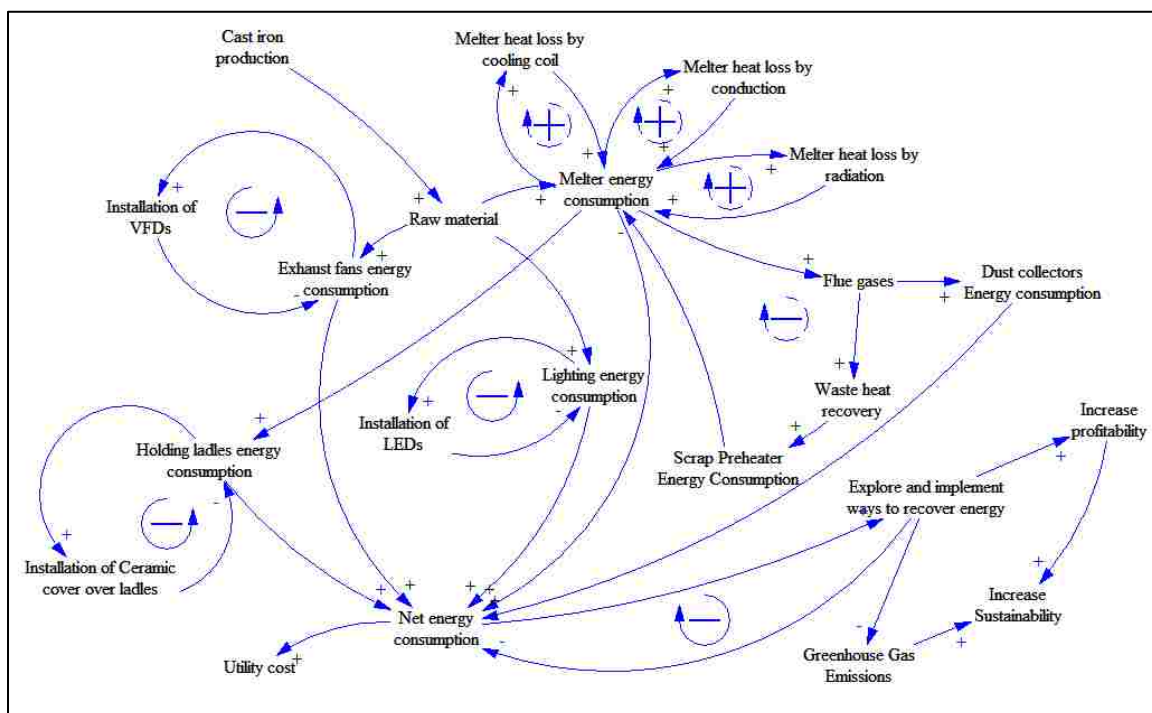 Cast iron
production
Melter heat loss by
cooling coil
Melter heat loss by
conduction
Melter heat loss by
radiation
Installation of
VFDs
Raw material
Melter energy
consumption
Exhaust fans energy
consumption
Flue gases
Dust collectors
Energy consumption
Lighting energy
consumption
Installation of
LEDs
Waste heat
recovery
Increase
profitability
Holding ladles energy
consumption
Scrap Preheater
Energy Consumption
Explore and implement
ways to recover energy
Installation of Ceramic
cover over ladles
Net energy
consumption
Increase
Sustainability
Utility cost
Greenhouse Gas
Emissions